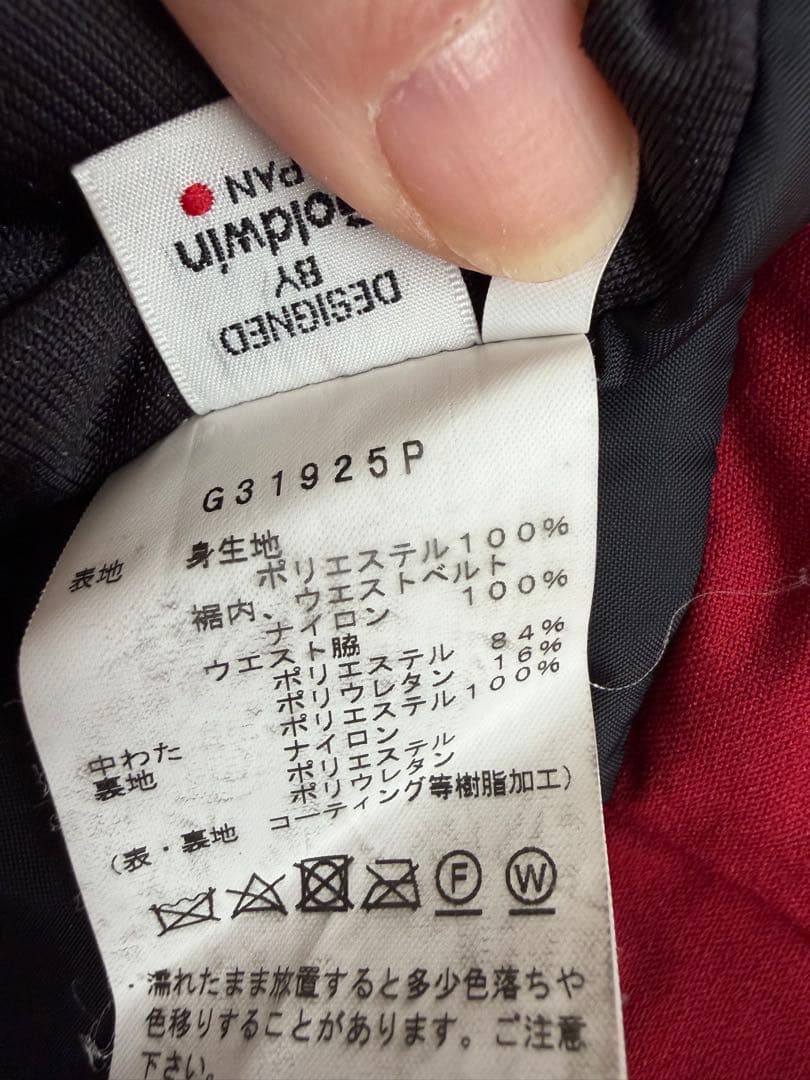 DESIGNED
BY
Goldwin
PAN
G31925P
表地 身生地
ポリエステル100%
裾内、ウエストベルト
ナイロン 100%
ウエスト脇
ポリエステル 84%
ポリウレタン 16%
中わた ポリエステル100%
裏地 ナイロン
ポリエステル
ポリウレタン
(表・裏地 コーティング等樹脂加工)
F W
・濡れたまま放置すると多少色落ちや
色移りすることがあります。ご注意
下さい。